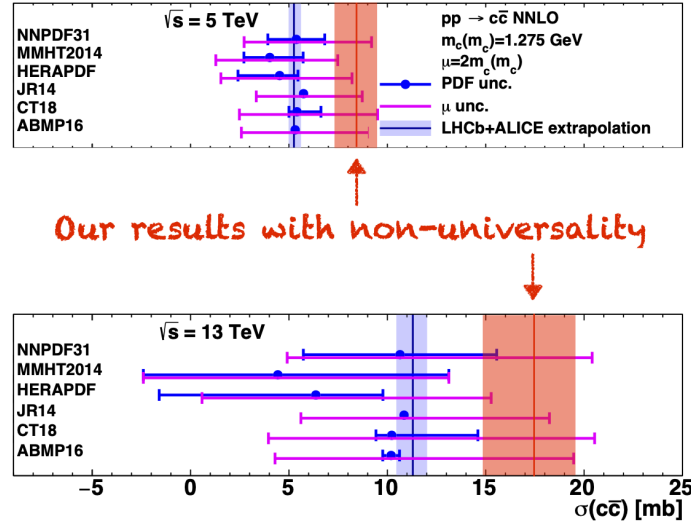 √s = 5 TeV
pp → cc̄ NNLO
m_c(m_c)=1.275 GeV
μ=2m_c(m_c)
PDF unc.
μ unc.
LHCb+ALICE extrapolation
NNPDF31
MMHT2014
HERAPDF
JR14
CT18
ABMP16
Our results with non-universality
√s = 13 TeV
NNPDF31
MMHT2014
HERAPDF
JR14
CT18
ABMP16
−5 0 5 10 15 20 25
σ(cc̄) [mb]